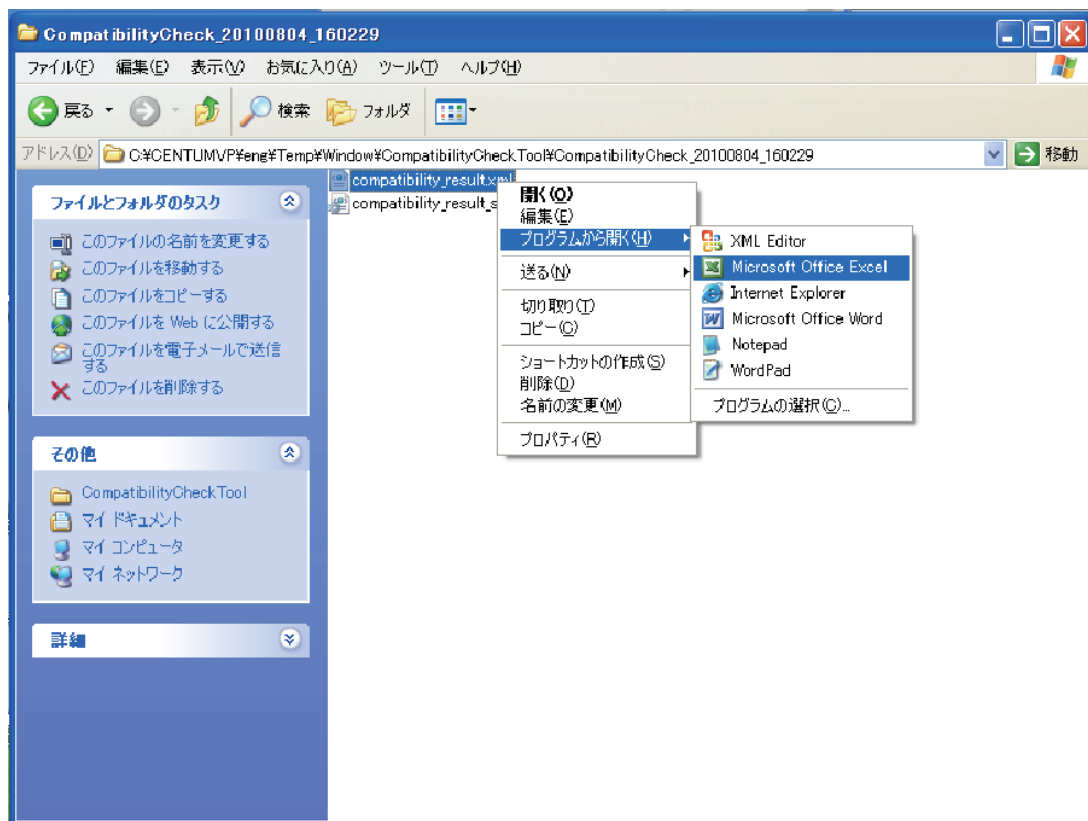 CompatibilityCheck_20100804_160229
ファイル(F) 編集(E) 表示(V) お気に入り(A) ツール(T) ヘルプ(H)
戻る 検索 フォルダ
アドレス(D) C:¥CENTUMVP¥eng¥Temp¥Window¥CompatibilityCheckTool¥CompatibilityCheck_20100804_160229 移動
ファイルとフォルダのタスク
このファイルの名前を変更する
このファイルを移動する
このファイルをコピーする
このファイルを Web に公開する
このファイルを電子メールで送信
する
このファイルを削除する
その他
CompatibilityCheckTool
マイ ドキュメント
マイ コンピュータ
マイ ネットワーク
詳細
compatibility_result.xml
compatibility_result_s
開く(O)
編集(E)
プログラムから開く(H)
送る(N)
切り取り(T)
コピー(C)
ショートカットの作成(S)
削除(D)
名前の変更(M)
プロパティ(R)
XML Editor
Microsoft Office Excel
Internet Explorer
Microsoft Office Word
Notepad
WordPad
プログラムの選択(C)...